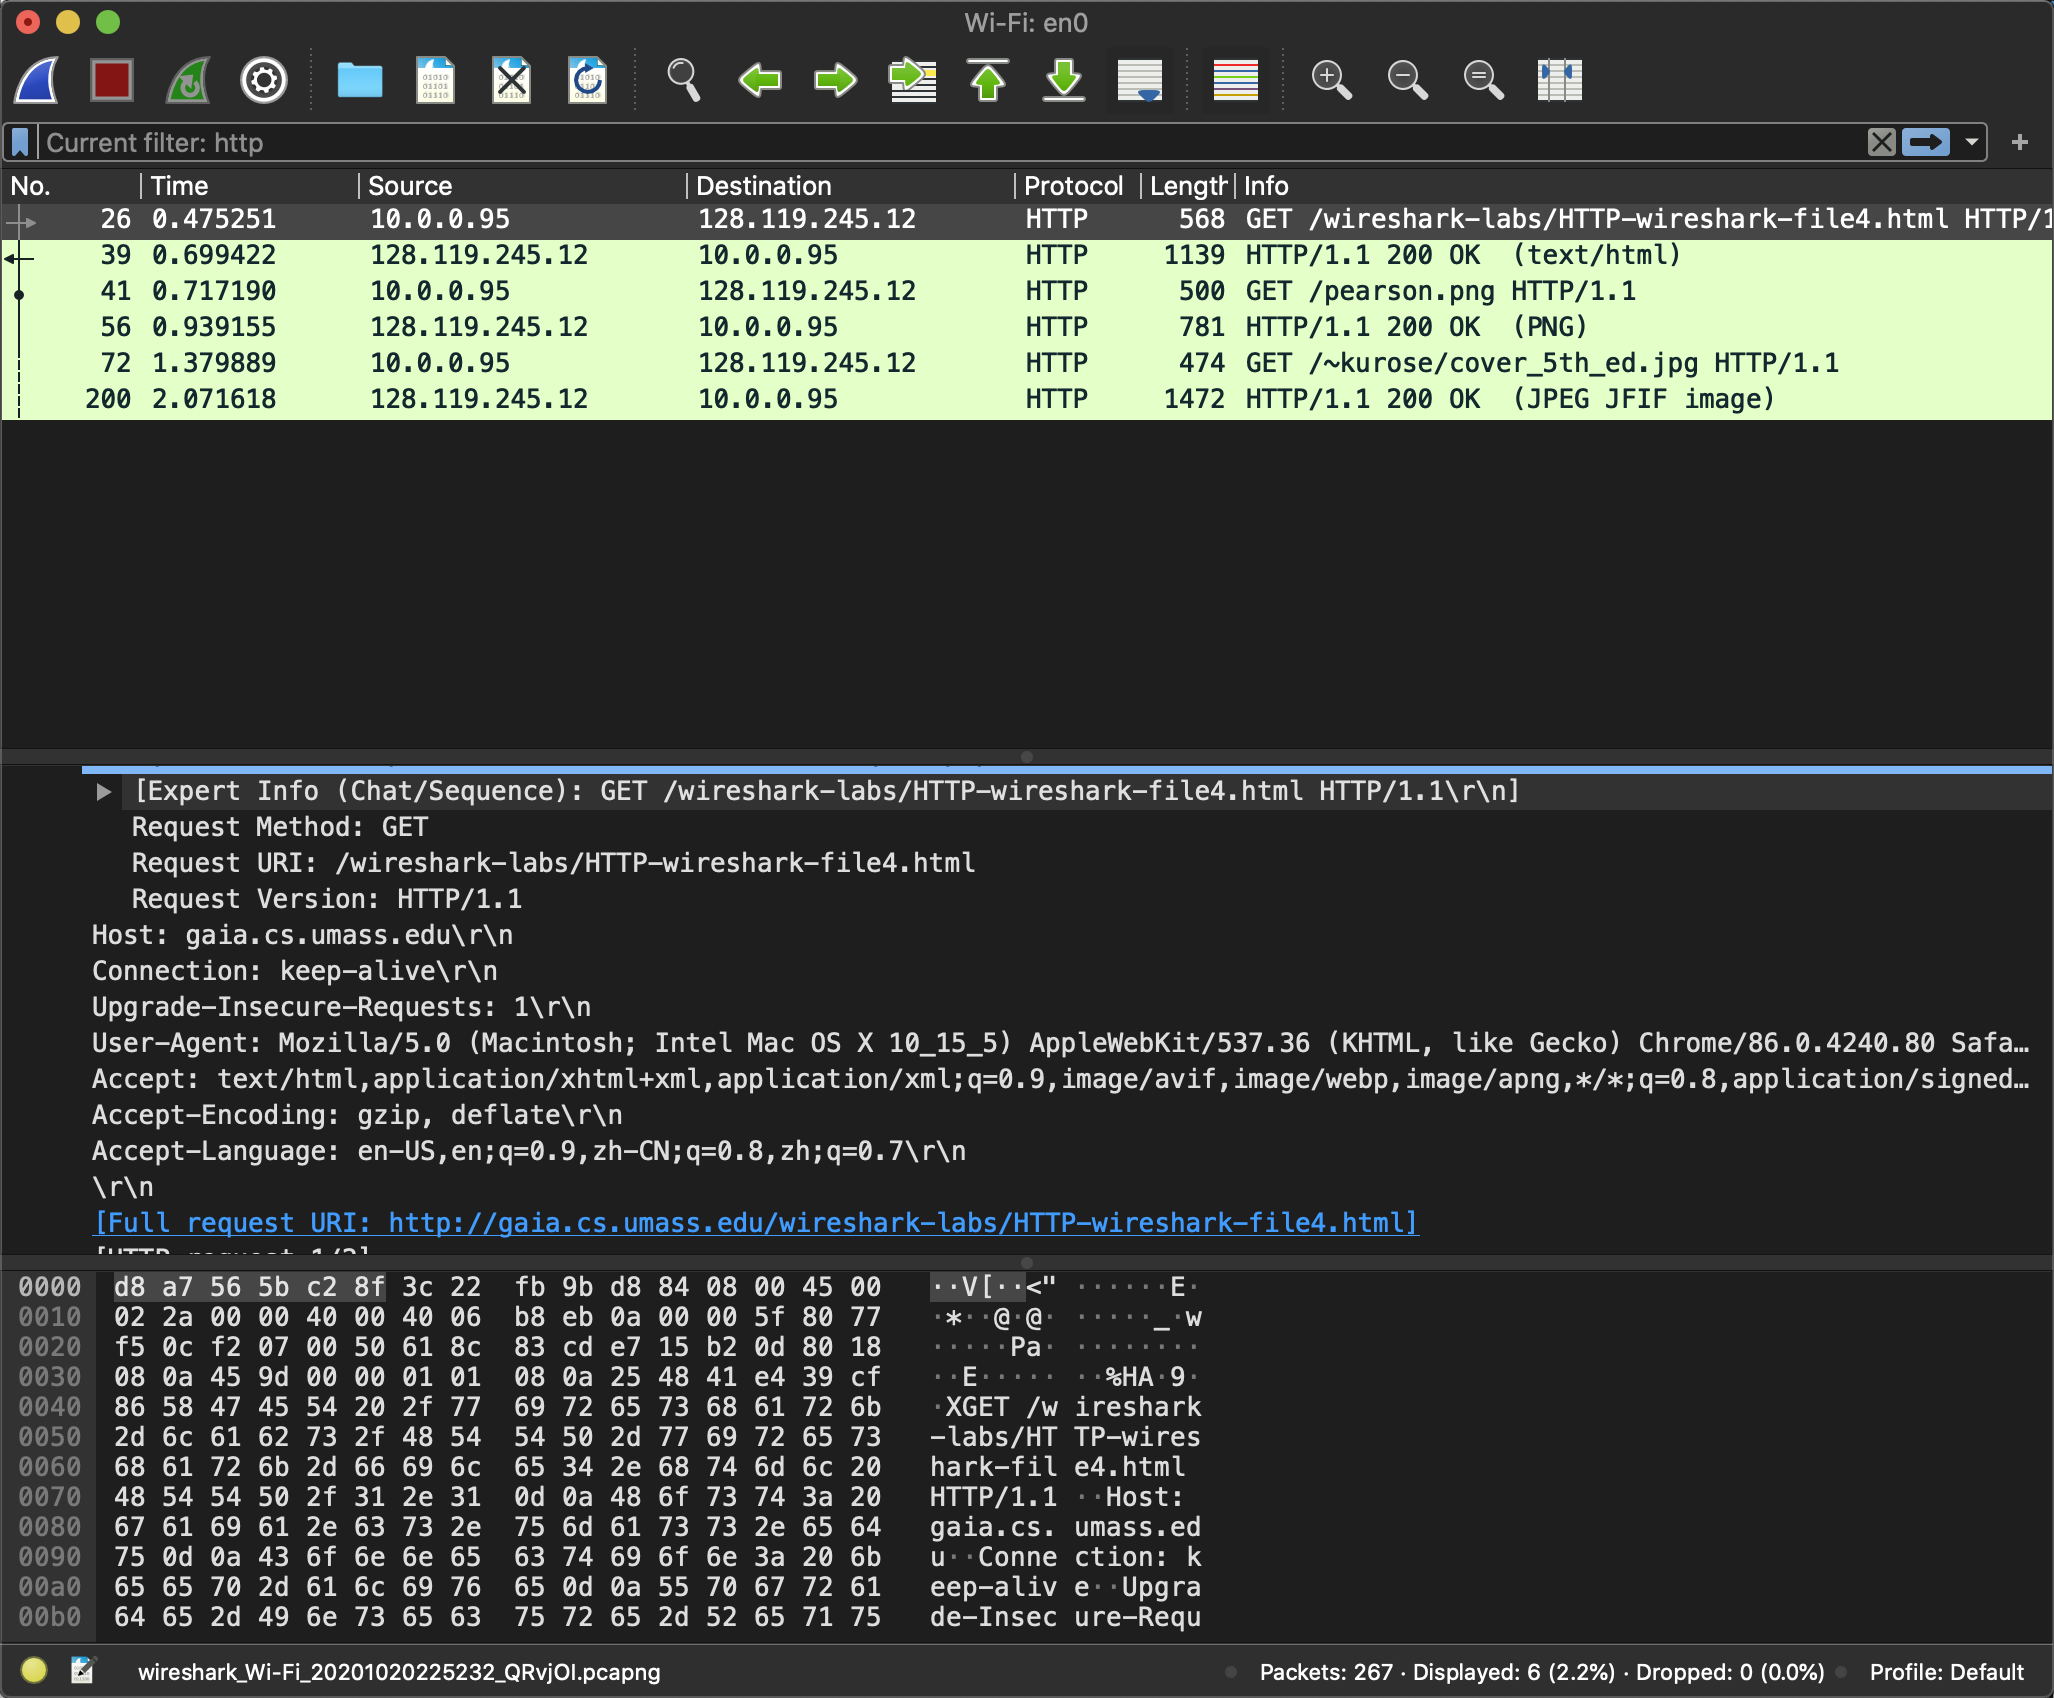 Wi-Fi: en0
Current filter: http
No. Time Source Destination Protocol Length Info
26 0.475251 10.0.0.95 128.119.245.12 HTTP 568 GET /wireshark-labs/HTTP-wireshark-file4.html HTTP/1
39 0.699422 128.119.245.12 10.0.0.95 HTTP 1139 HTTP/1.1 200 OK  (text/html)
41 0.717190 10.0.0.95 128.119.245.12 HTTP 500 GET /pearson.png HTTP/1.1
56 0.939155 128.119.245.12 10.0.0.95 HTTP 781 HTTP/1.1 200 OK  (PNG)
72 1.379889 10.0.0.95 128.119.245.12 HTTP 474 GET /~kurose/cover_5th_ed.jpg HTTP/1.1
200 2.071618 128.119.245.12 10.0.0.95 HTTP 1472 HTTP/1.1 200 OK  (JPEG JFIF image)
[Expert Info (Chat/Sequence): GET /wireshark-labs/HTTP-wireshark-file4.html HTTP/1.1\r\n]
Request Method: GET
Request URI: /wireshark-labs/HTTP-wireshark-file4.html
Request Version: HTTP/1.1
Host: gaia.cs.umass.edu\r\n
Connection: keep-alive\r\n
Upgrade-Insecure-Requests: 1\r\n
User-Agent: Mozilla/5.0 (Macintosh; Intel Mac OS X 10_15_5) AppleWebKit/537.36 (KHTML, like Gecko) Chrome/86.0.4240.80 Safa…
Accept: text/html,application/xhtml+xml,application/xml;q=0.9,image/avif,image/webp,image/apng,*/*;q=0.8,application/signed…
Accept-Encoding: gzip, deflate\r\n
Accept-Language: en-US,en;q=0.9,zh-CN;q=0.8,zh;q=0.7\r\n
\r\n
[Full request URI: http://gaia.cs.umass.edu/wireshark-labs/HTTP-wireshark-file4.html]
[HTTP request 1/2]
0000 d8 a7 56 5b c2 8f 3c 22 fb 9b d8 84 08 00 45 00 ··V[··<" ······E·
0010 02 2a 00 00 40 00 40 06 b8 eb 0a 00 00 5f 80 77 ·*··@·@· ·····_·w
0020 f5 0c f2 07 00 50 61 8c 83 cd e7 15 b2 0d 80 18 ·····Pa· ········
0030 08 0a 45 9d 00 00 01 01 08 0a 25 48 41 e4 39 cf ··E····· ··%HA·9·
0040 86 58 47 45 54 20 2f 77 69 72 65 73 68 61 72 6b ·XGET /w ireshark
0050 2d 6c 61 62 73 2f 48 54 54 50 2d 77 69 72 65 73 -labs/HT TP-wires
0060 68 61 72 6b 2d 66 69 6c 65 34 2e 68 74 6d 6c 20 hark-fil e4.html
0070 48 54 54 50 2f 31 2e 31 0d 0a 48 6f 73 74 3a 20 HTTP/1.1 ··Host:
0080 67 61 69 61 2e 63 73 2e 75 6d 61 73 73 2e 65 64 gaia.cs. umass.ed
0090 75 0d 0a 43 6f 6e 6e 65 63 74 69 6f 6e 3a 20 6b u··Conne ction: k
00a0 65 65 70 2d 61 6c 69 76 65 0d 0a 55 70 67 72 61 eep-aliv e··Upgra
00b0 64 65 2d 49 6e 73 65 63 75 72 65 2d 52 65 71 75 de-Insec ure-Requ
wireshark_Wi-Fi_20201020225232_QRvjOI.pcapng Packets: 267 · Displayed: 6 (2.2%) · Dropped: 0 (0.0%) Profile: Default